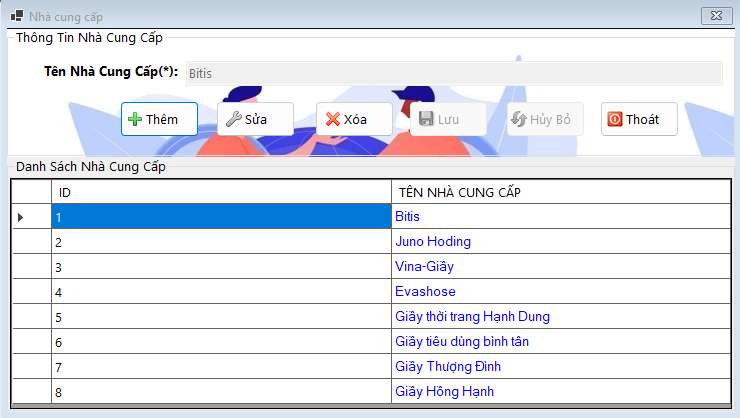 Nhà cung cấp
Thông Tin Nhà Cung Cấp
Tên Nhà Cung Cấp(*): Bitis
Thêm Sửa Xóa Lưu Hủy Bỏ Thoát
Danh Sách Nhà Cung Cấp
ID TÊN NHÀ CUNG CẤP
1 Bitis
2 Juno Hoding
3 Vina-Giầy
4 Evashose
5 Giầy thời trang Hạnh Dung
6 Giầy tiêu dùng bình tân
7 Giầy Thượng Đình
8 Giầy Hồng Hạnh